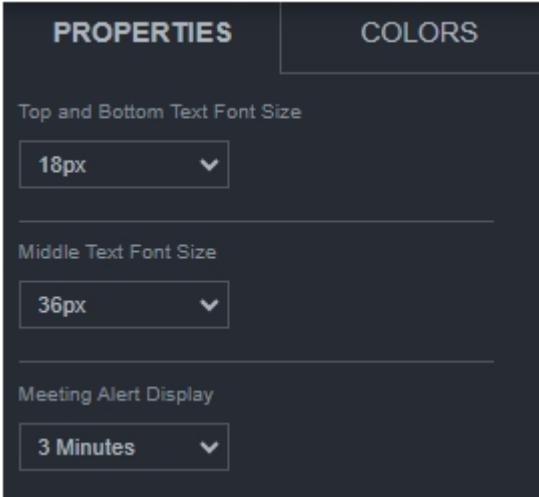 PROPERTIES COLORS
Top and Bottom Text Font Size
18px
Middle Text Font Size
36px
Meeting Alert Display
3 Minutes